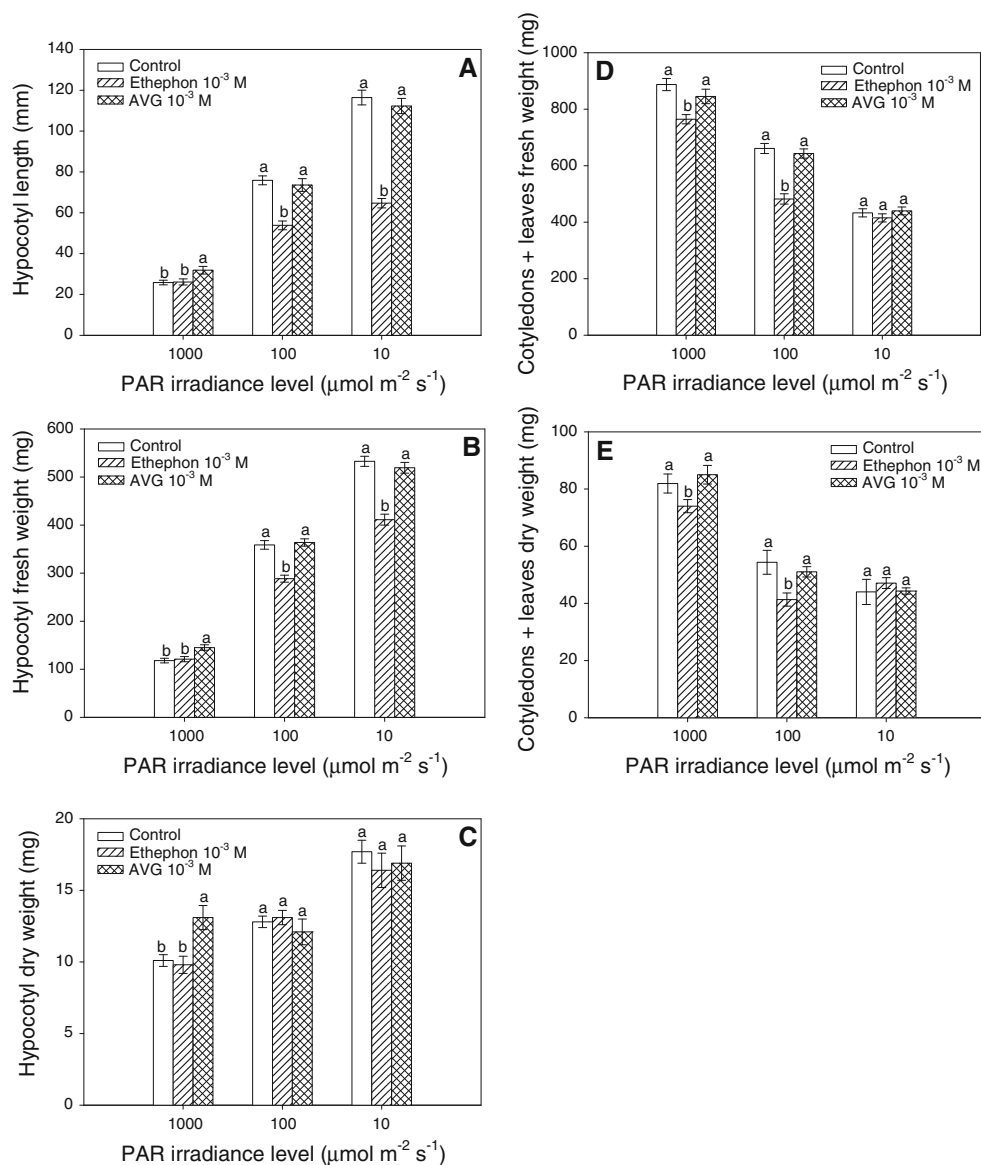 A
Control
Ethephon 10⁻³ M
AVG 10⁻³ M
Hypocotyl length (mm)
140
120
100
80
60
40
20
0
b b a
a b a
a b a
1000 100 10
PAR irradiance level (μmol m⁻² s⁻¹)
B
Control
Ethephon 10⁻³ M
AVG 10⁻³ M
Hypocotyl fresh weight (mg)
600
500
400
300
200
100
0
b b a
a b a
a b a
1000 100 10
PAR irradiance level (μmol m⁻² s⁻¹)
C
Control
Ethephon 10⁻³ M
AVG 10⁻³ M
Hypocotyl dry weight (mg)
20
15
10
5
0
b b a
a a a
a a a
1000 100 10
PAR irradiance level (μmol m⁻² s⁻¹)
D
Control
Ethephon 10⁻³ M
AVG 10⁻³ M
Cotyledons + leaves fresh weight (mg)
1000
800
600
400
200
0
a b a
a b a
a a a
1000 100 10
PAR irradiance level (μmol m⁻² s⁻¹)
E
Control
Ethephon 10⁻³ M
AVG 10⁻³ M
Cotyledons + leaves dry weight (mg)
100
80
60
40
20
0
a b a
a b a
a a a
1000 100 10
PAR irradiance level (μmol m⁻² s⁻¹)